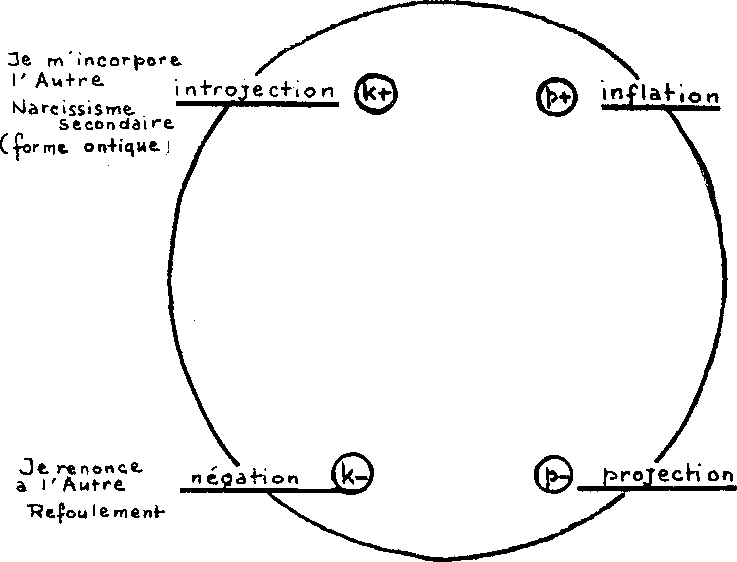 Je m'incorpore
l'Autre
introjection
k+
p+
inflation
Narcissisme
secondaire
(forme ontique)
Je renonce
a l'Autre
négation
k-
p-
projection
Refoulement